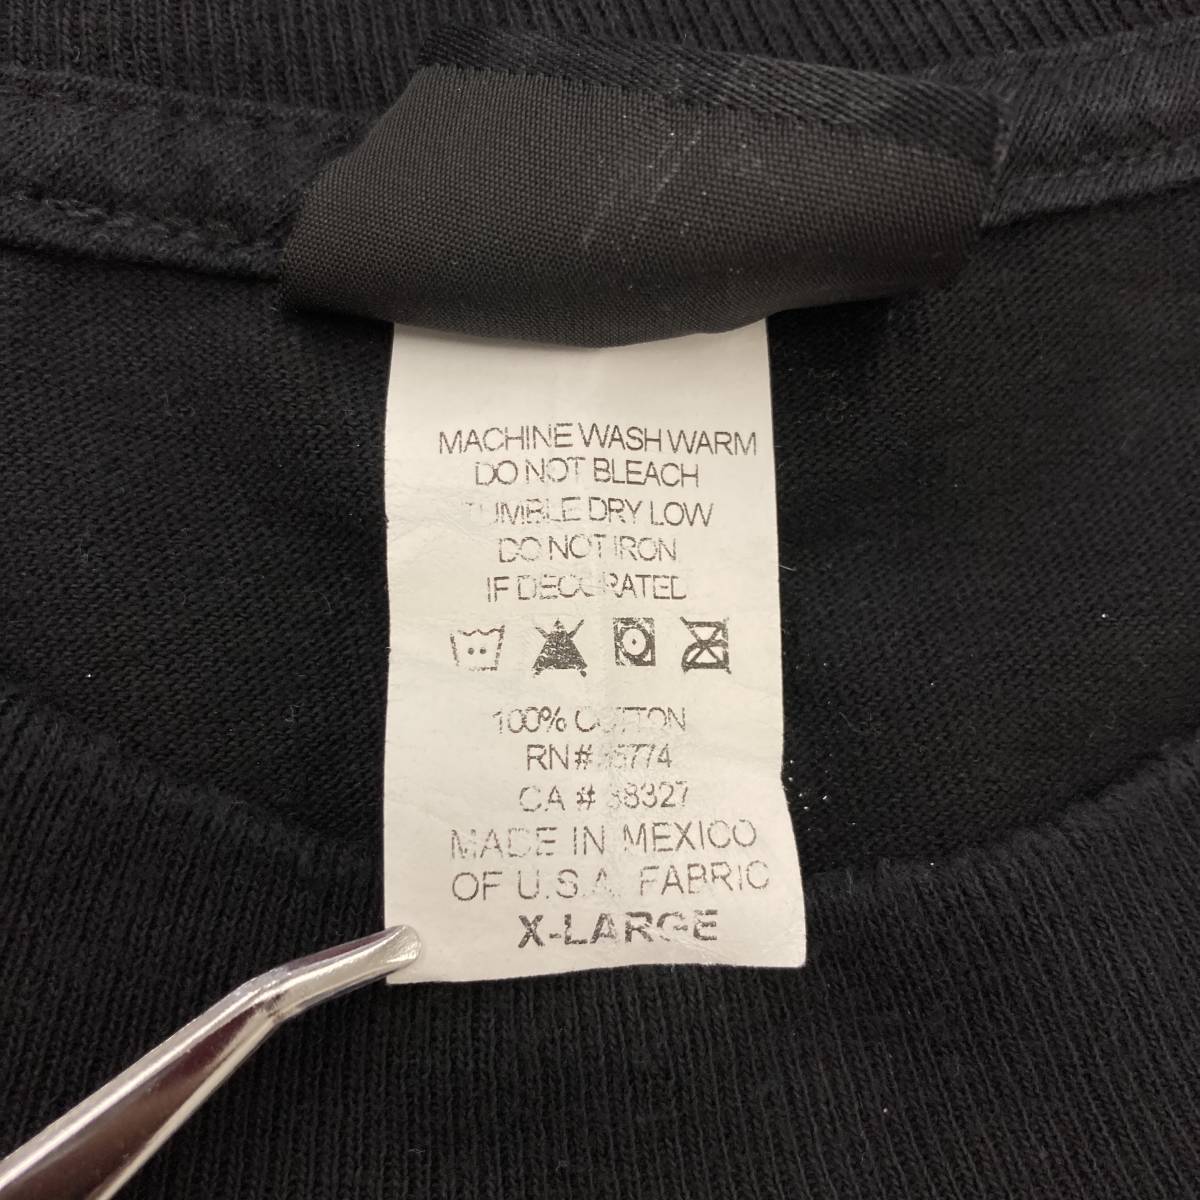 MACHINE WASH WARM
DO NOT BLEACH
TUMBLE DRY LOW
DO NOT IRON
IF DECORATED
100% COTTON
RN#
CA #
MADE IN MEXICO
OF U.S.A. FABRIC
X-LARGE